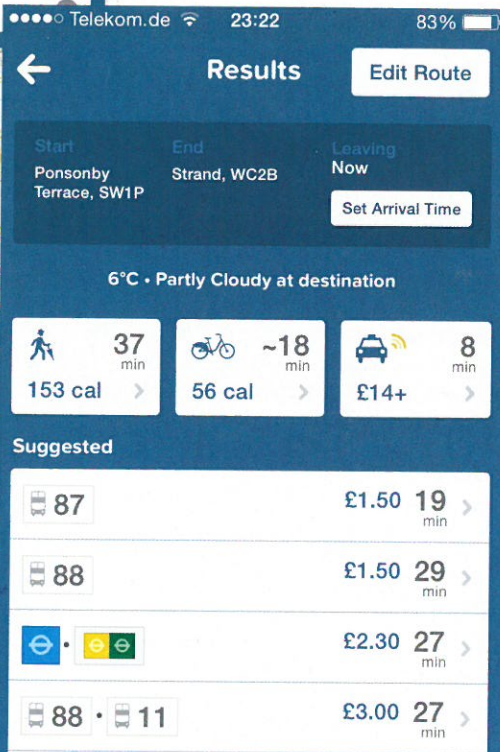 Telekom.de 23:22 83%
Results
Edit Route
Start End Leaving
Ponsonby Terrace, SW1P
Strand, WC2B
Now
Set Arrival Time
6°C • Partly Cloudy at destination
37 min
153 cal
~18 min
56 cal
8 min
£14+
Suggested
87 £1.50 19 min
88 £1.50 29 min
£2.30 27 min
88 • 11 £3.00 27 min